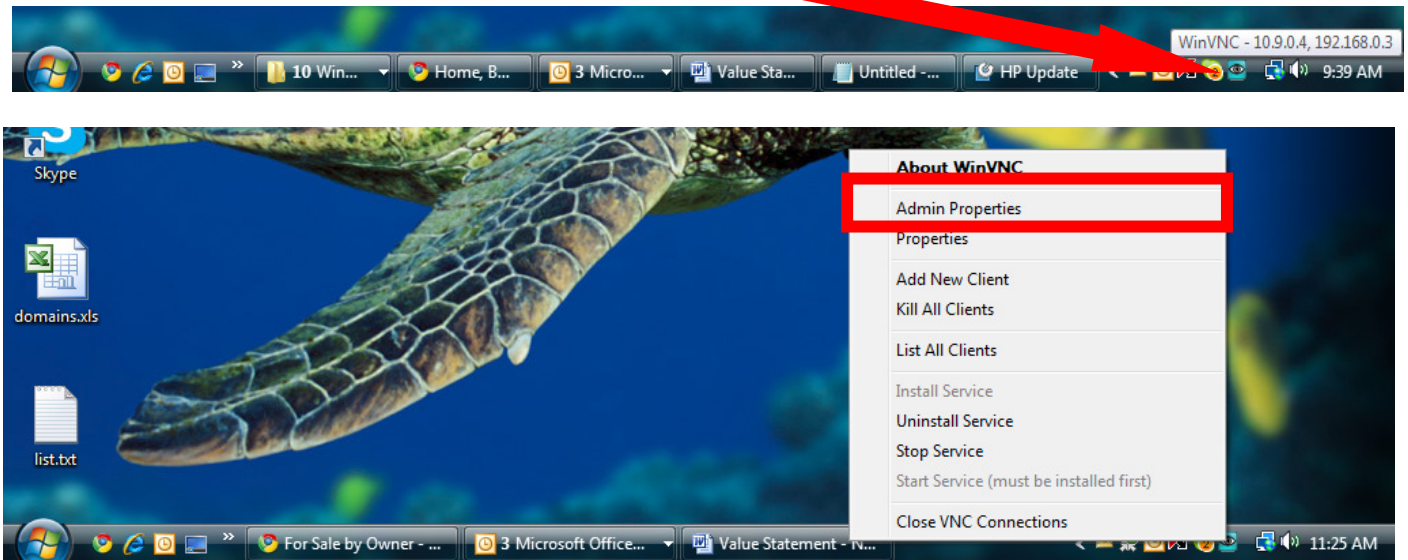 WinVNC - 10.9.0.4, 192.168.0.3
» 10 Win... Home, B... 3 Micro... Value Sta... Untitled -... HP Update 9:39 AM
Skype
domains.xls
list.txt
About WinVNC
Admin Properties
Properties
Add New Client
Kill All Clients
List All Clients
Install Service
Uninstall Service
Stop Service
Start Service (must be installed first)
Close VNC Connections
» For Sale by Owner - ... 3 Microsoft Office... Value Statement - N... 11:25 AM